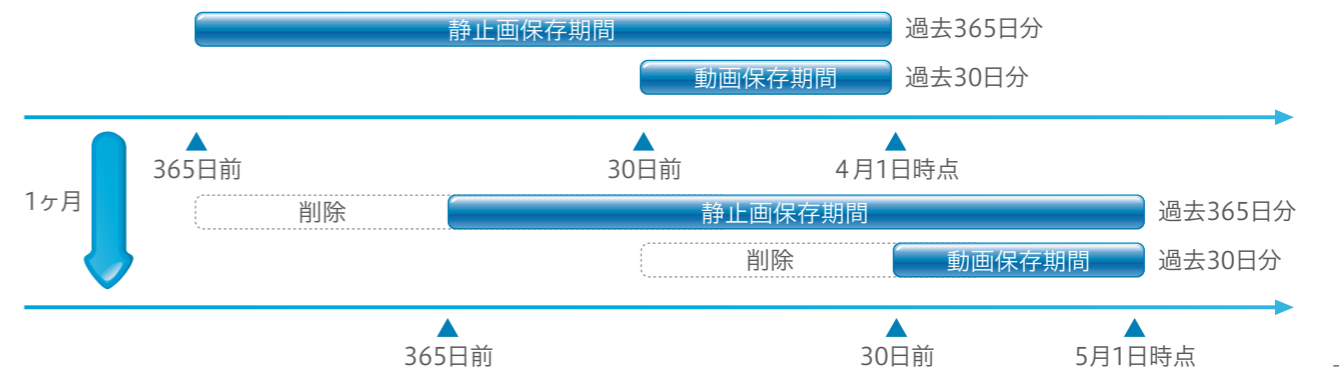 静止画保存期間 過去365日分
動画保存期間 過去30日分
365日前 30日前 4月1日時点
1ヶ月
削除 静止画保存期間 過去365日分
削除 動画保存期間 過去30日分
365日前 30日前 5月1日時点